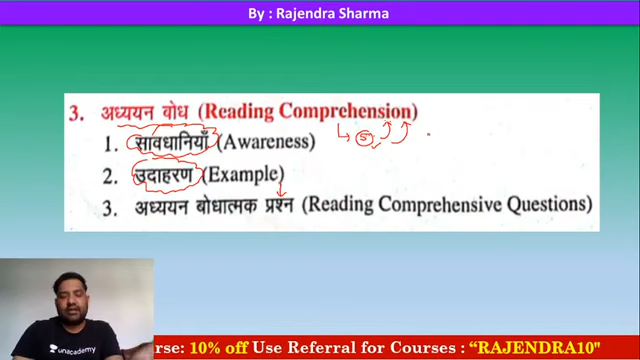 By : Rajendra Sharma
3. अध्ययन बोध (Reading Comprehension)
1. सावधानियाँ (Awareness)
2. उदाहरण (Example)
3. अध्ययन बोधात्मक प्रश्न (Reading Comprehensive Questions)
unacademy
rse: 10% off Use Referral for Courses : “RAJENDRA10"